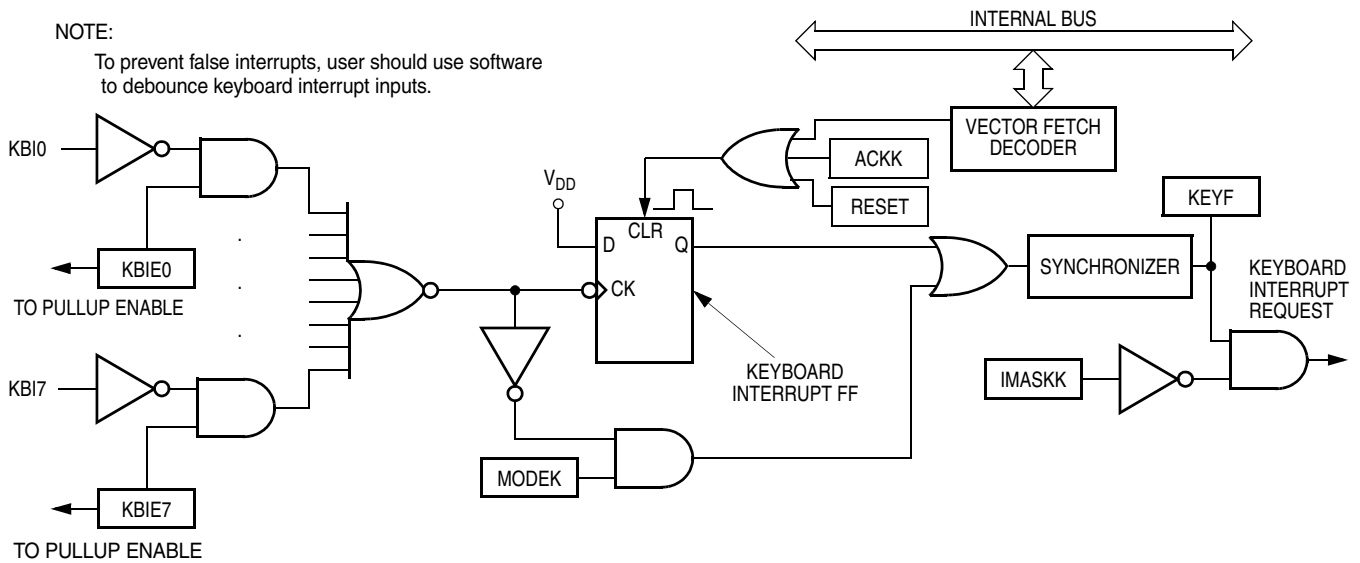 NOTE:
To prevent false interrupts, user should use software
to debounce keyboard interrupt inputs.
INTERNAL BUS
VECTOR FETCH
DECODER
KBI0
ACKK
VDD
RESET
KEYF
CLR
D
Q
CK
KBIE0
TO PULLUP ENABLE
SYNCHRONIZER
KEYBOARD
INTERRUPT
REQUEST
KBI7
KEYBOARD
INTERRUPT FF
IMASKK
MODEK
KBIE7
TO PULLUP ENABLE